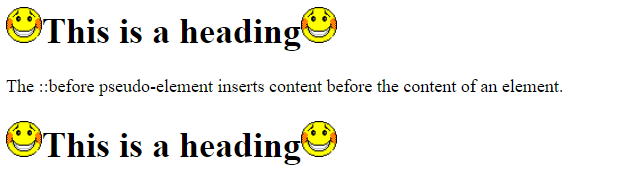 This is a heading
The ::before pseudo-element inserts content before the content of an element.
This is a heading